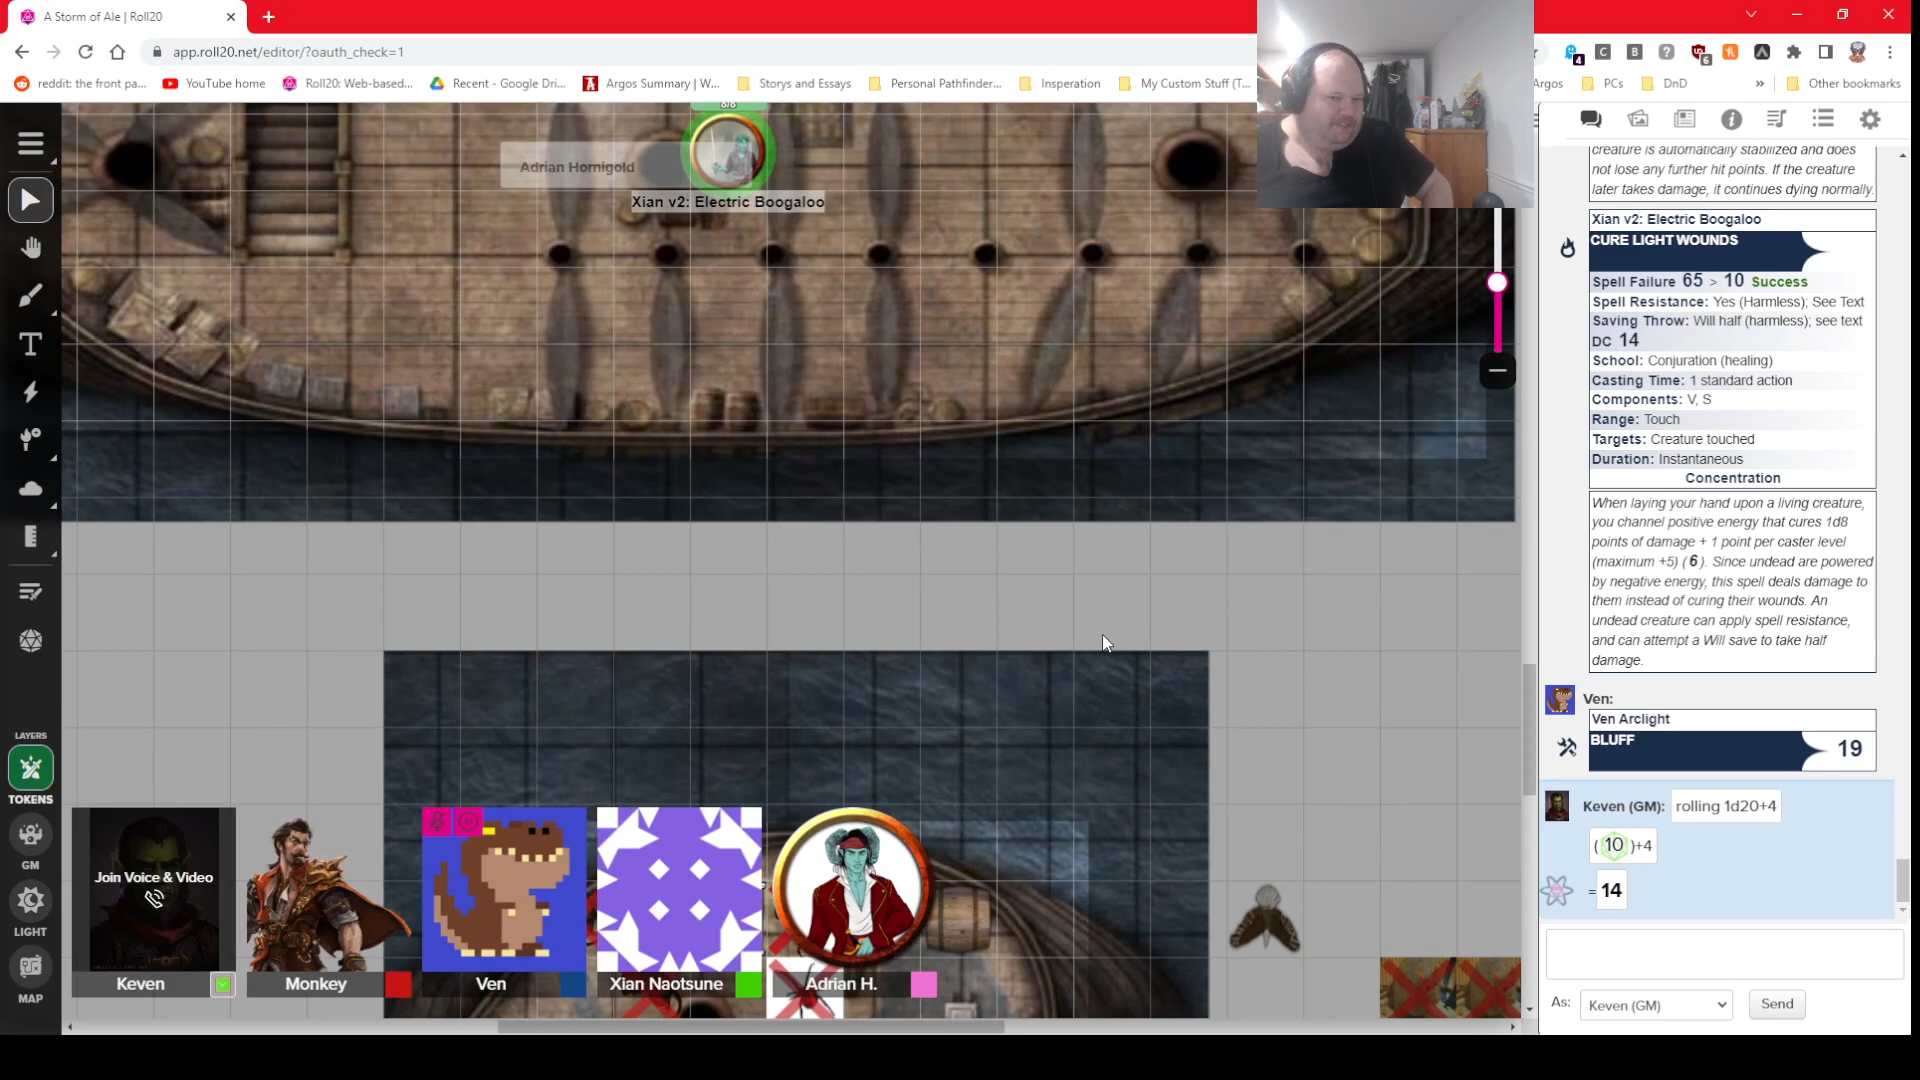 A Storm of Ale | Roll20
app.roll20.net/editor/?oauth_check=1
4
6
reddit: the front pa...
YouTube home
Roll20: Web-based...
Recent - Google Dri...
Argos Summary | W...
Storys and Essays
Personal Pathfinder...
Inspiration
My Custom Stuff (T...
Argos
PCs
DnD
Other bookmarks
Adrian Hornigold
Xian v2: Electric Boogaloo
LAYERS
TOKENS
GM
LIGHT
MAP
Join Voice & Video
Keven
Monkey
Ven
Xian Naotsune
Adrian H.
creature is automatically stabilized and does
not lose any further hit points. If the creature
later takes damage, it continues dying normally.
Xian v2: Electric Boogaloo
CURE LIGHT WOUNDS
Spell Failure 65 > 10 Success
Spell Resistance: Yes (Harmless); See Text
Saving Throw: Will half (harmless); see text
DC 14
School: Conjuration (healing)
Casting Time: 1 standard action
Components: V, S
Range: Touch
Targets: Creature touched
Duration: Instantaneous
Concentration
When laying your hand upon a living creature,
you channel positive energy that cures 1d8
points of damage + 1 point per caster level
(maximum +5) (6). Since undead are powered
by negative energy, this spell deals damage to
them instead of curing their wounds. An
undead creature can apply spell resistance,
and can attempt a Will save to take half
damage.
Ven:
Ven Arclight
BLUFF 19
Keven (GM): rolling 1d20+4
(10)+4
=14
As: Keven (GM) Send